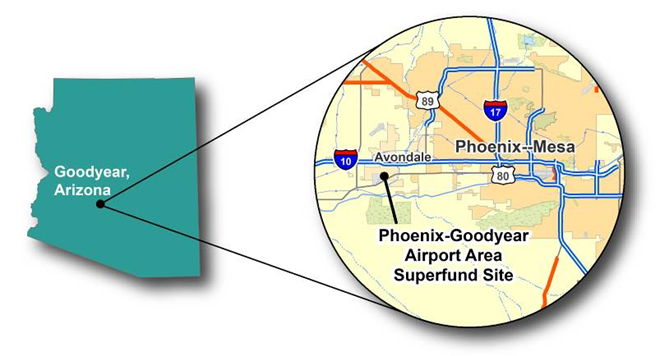 Goodyear,
Arizona
89
17
10
Avondale
Phoenix--Mesa
80
Phoenix-Goodyear
Airport Area
Superfund Site